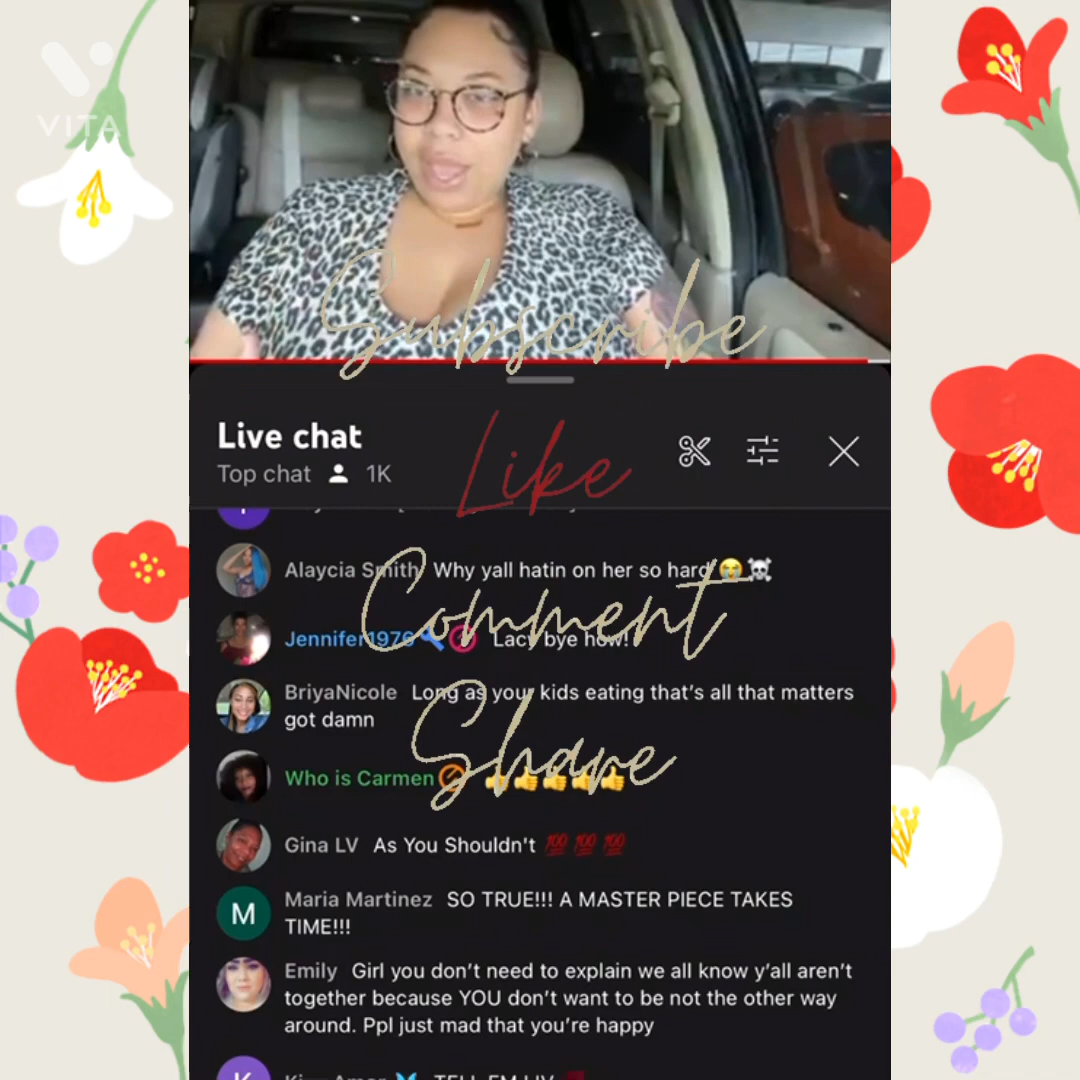 VITA
Subscribe
Live chat
Top chat 1K
Like
Alaycia Smith Why yall hatin on her so hard
Comment
Jennifer1976 Lacy bye how!
BriyaNicole Long as your kids eating that's all that matters
got damn
Share
Who is Carmen
Gina LV As You Shouldn't 💯 💯 💯
Maria Martinez SO TRUE!!! A MASTER PIECE TAKES
TIME!!!
Emily Girl you don't need to explain we all know y'all aren't
together because YOU don't want to be not the other way
around. Ppl just mad that you're happy